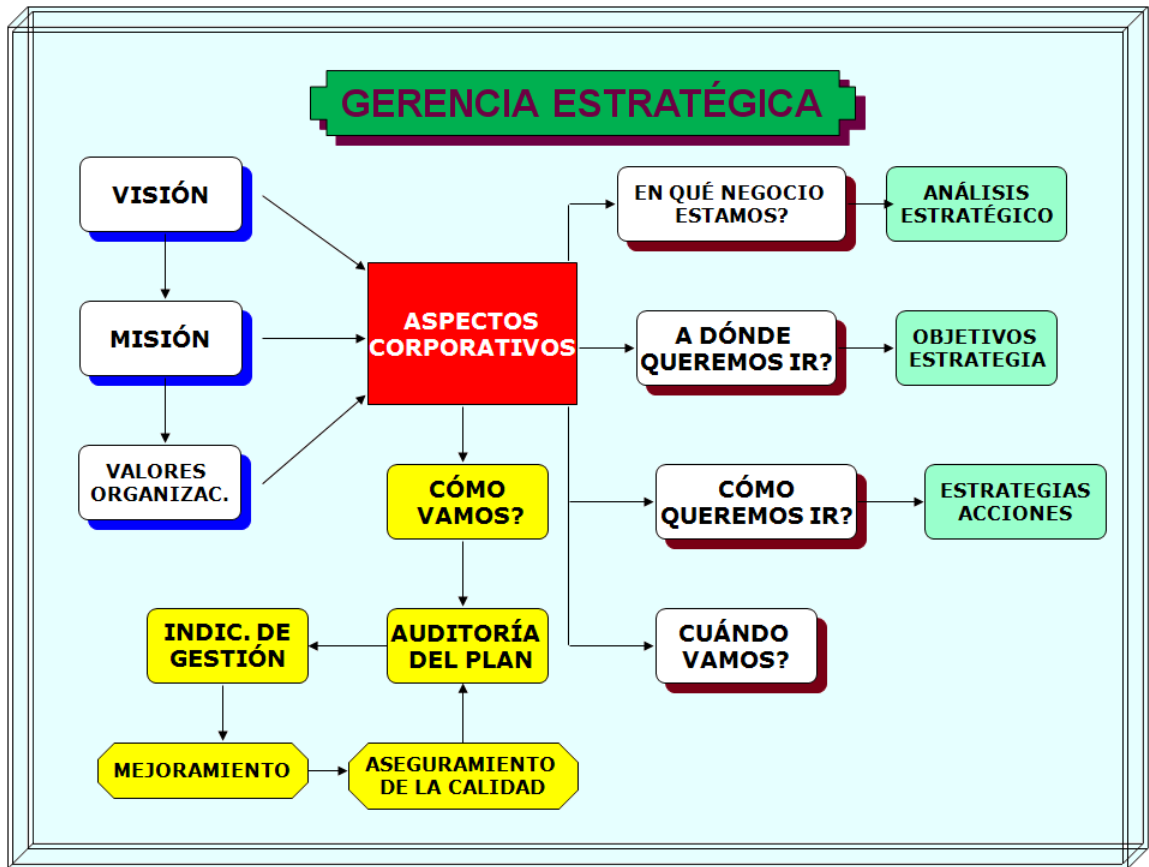 GERENCIA ESTRATÉGICA
VISIÓN
MISIÓN
VALORES
ORGANIZAC.
ASPECTOS
CORPORATIVOS
EN QUÉ NEGOCIO
ESTAMOS?
ANÁLISIS
ESTRATÉGICO
A DÓNDE
QUEREMOS IR?
OBJETIVOS
ESTRATEGIA
CÓMO
QUEREMOS IR?
ESTRATEGIAS
ACCIONES
CUÁNDO
VAMOS?
CÓMO
VAMOS?
AUDITORÍA
DEL PLAN
INDIC. DE
GESTIÓN
MEJORAMIENTO
ASEGURAMIENTO
DE LA CALIDAD